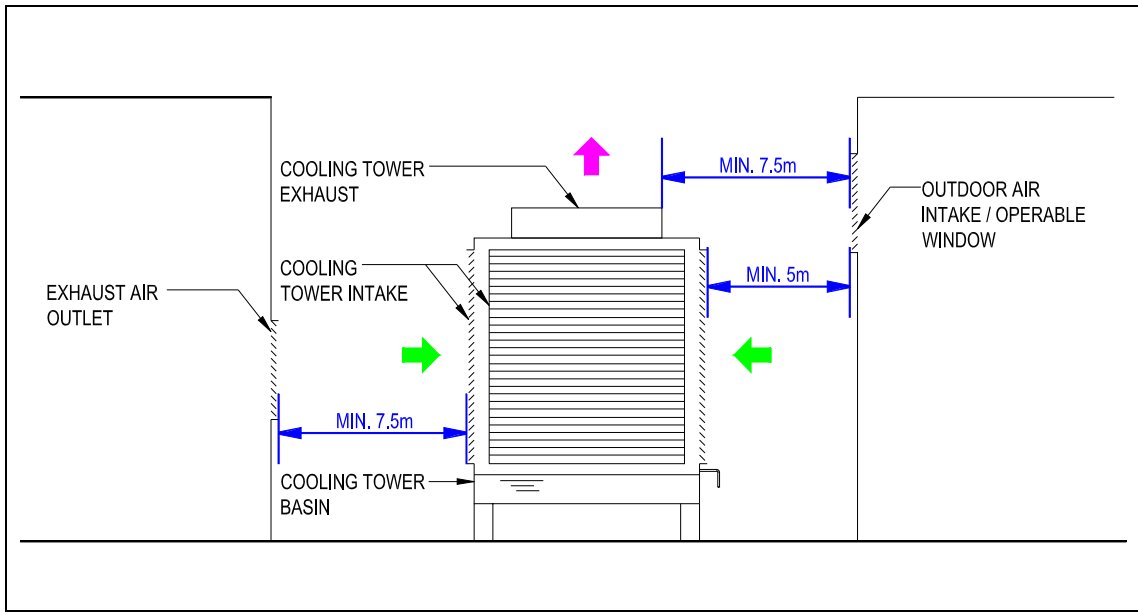 COOLING TOWER
EXHAUST
MIN. 7.5m
OUTDOOR AIR
INTAKE / OPERABLE
WINDOW
COOLING
TOWER INTAKE
MIN. 5m
EXHAUST AIR
OUTLET
MIN. 7.5m
COOLING TOWER
BASIN